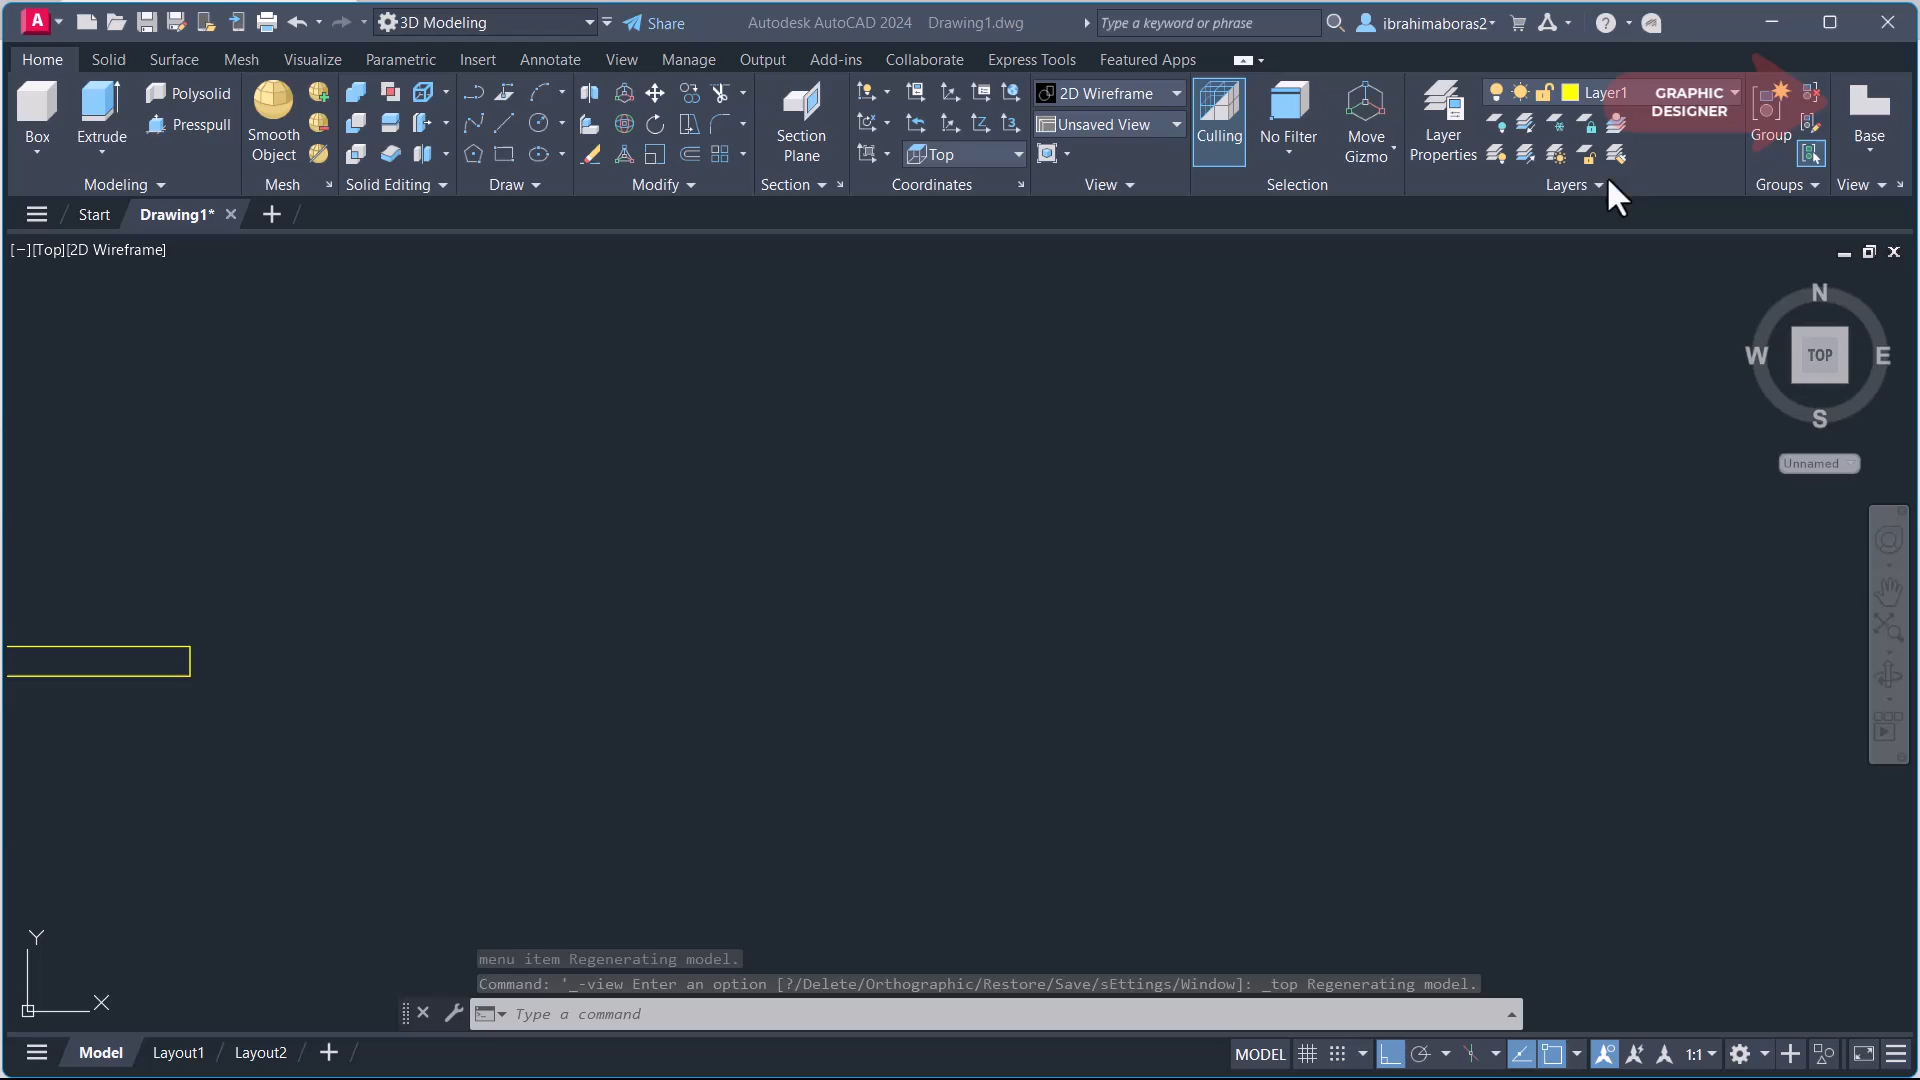 A 3D Modeling Share Autodesk AutoCAD 2024 Drawing1.dwg Type a keyword or phrase ibrahimaboras2
Home Solid Surface Mesh Visualize Parametric Insert Annotate View Manage Output Add-ins Collaborate Express Tools Featured Apps
Box
Extrude
Polysolid
Presspull
Modeling
Smooth
Object
Mesh
Solid Editing
Draw
Modify
Section
Plane
Section
Top
Coordinates
2D Wireframe
Unsaved View
View
Culling
No Filter
Move
Gizmo
Selection
Layer
Properties
Layer1
Layers
GRAPHIC
DESIGNER
Group
Groups
Base
View
Start Drawing1*
[−][Top][2D Wireframe]
N
W TOP E
S
Unnamed
Y
X
menu item Regenerating model.
Command: '_-view Enter an option [?/Delete/Orthographic/Restore/Save/sEttings/Window]: _top Regenerating model.
Type a command
Model Layout1 Layout2
MODEL 1:1